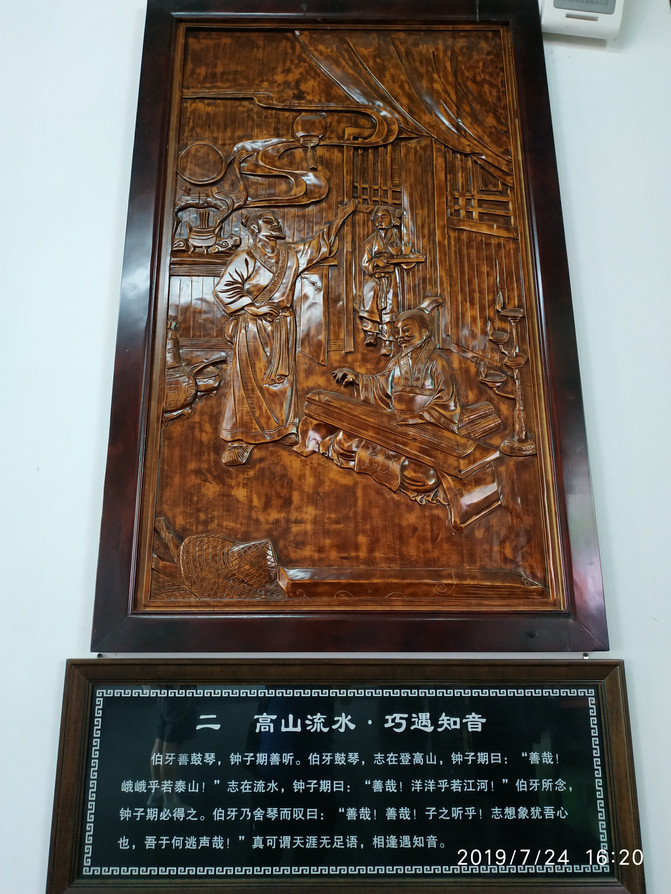 二 高山流水·巧遇知音
伯牙善鼓琴，钟子期善听。伯牙鼓琴，志在登高山，钟子期曰：“善哉！
峨峨乎若泰山！”志在流水，钟子期曰：“善哉！洋洋乎若江河！”伯牙所念，
钟子期必得之。伯牙乃舍琴而叹曰：“善哉！善哉！子之听乎！志想象犹吾心
也，吾于何逃声哉！”真可谓天涯无足语，相逢遇知音。
2019/7/24 16:20